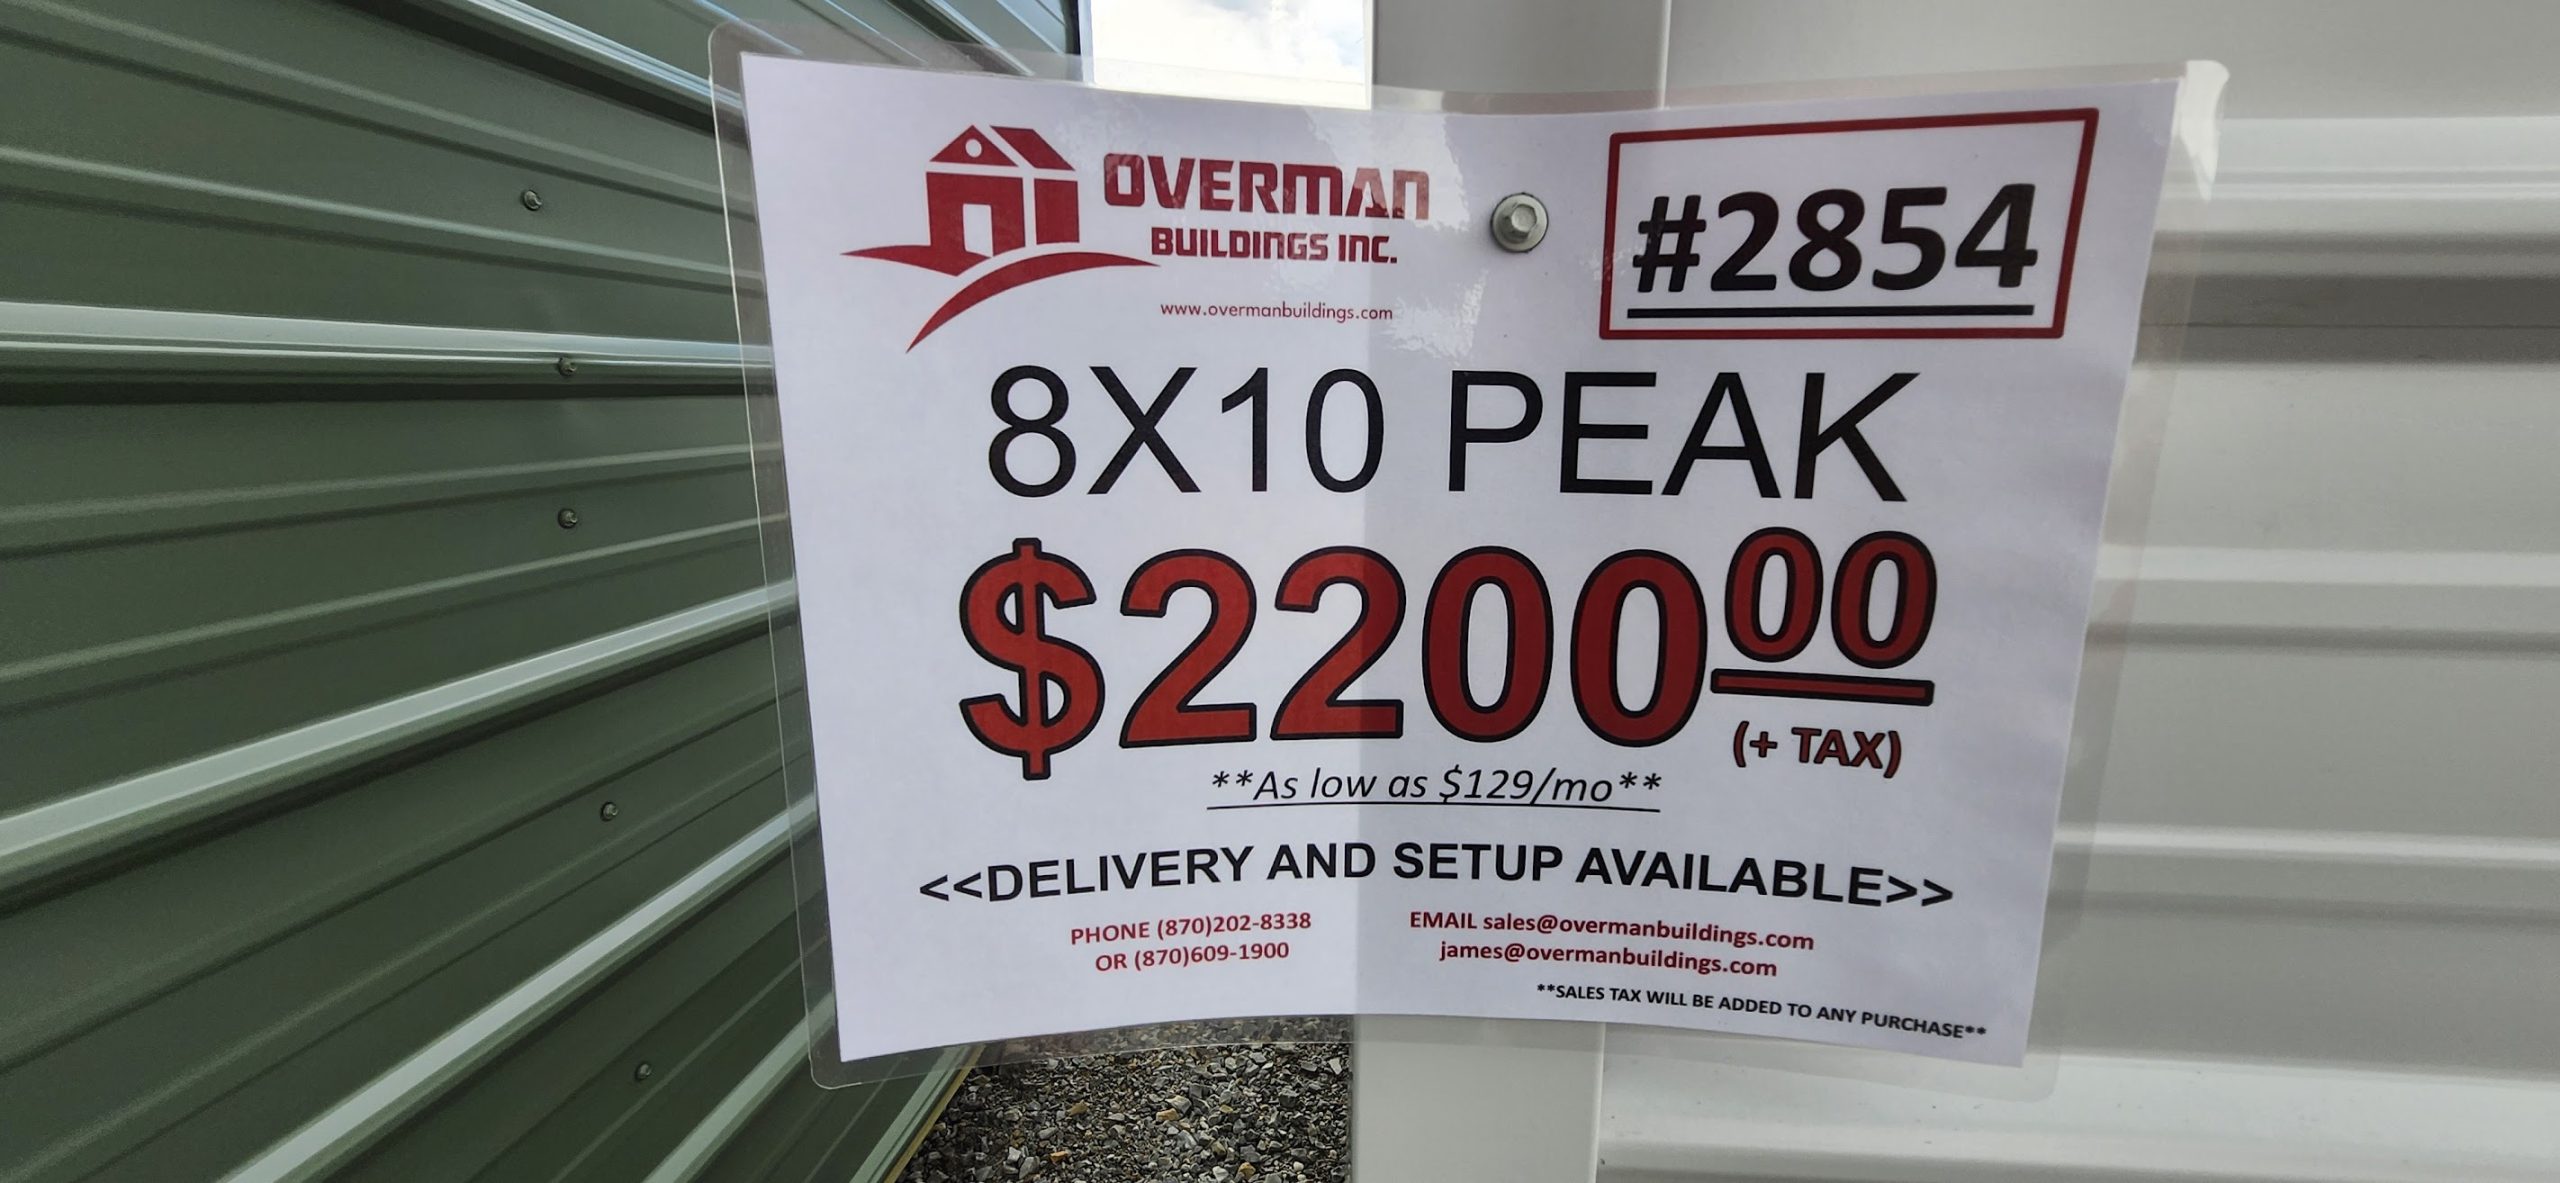 OVERMAN
BUILDINGS INC.
www.overmanbuildings.com
#2854
8X10 PEAK
$220000
(+ TAX)
**As low as $129/mo**
<<DELIVERY AND SETUP AVAILABLE>>
PHONE (870)202-8338
OR (870)609-1900
EMAIL sales@overmanbuildings.com
james@overmanbuildings.com
**SALES TAX WILL BE ADDED TO ANY PURCHASE**